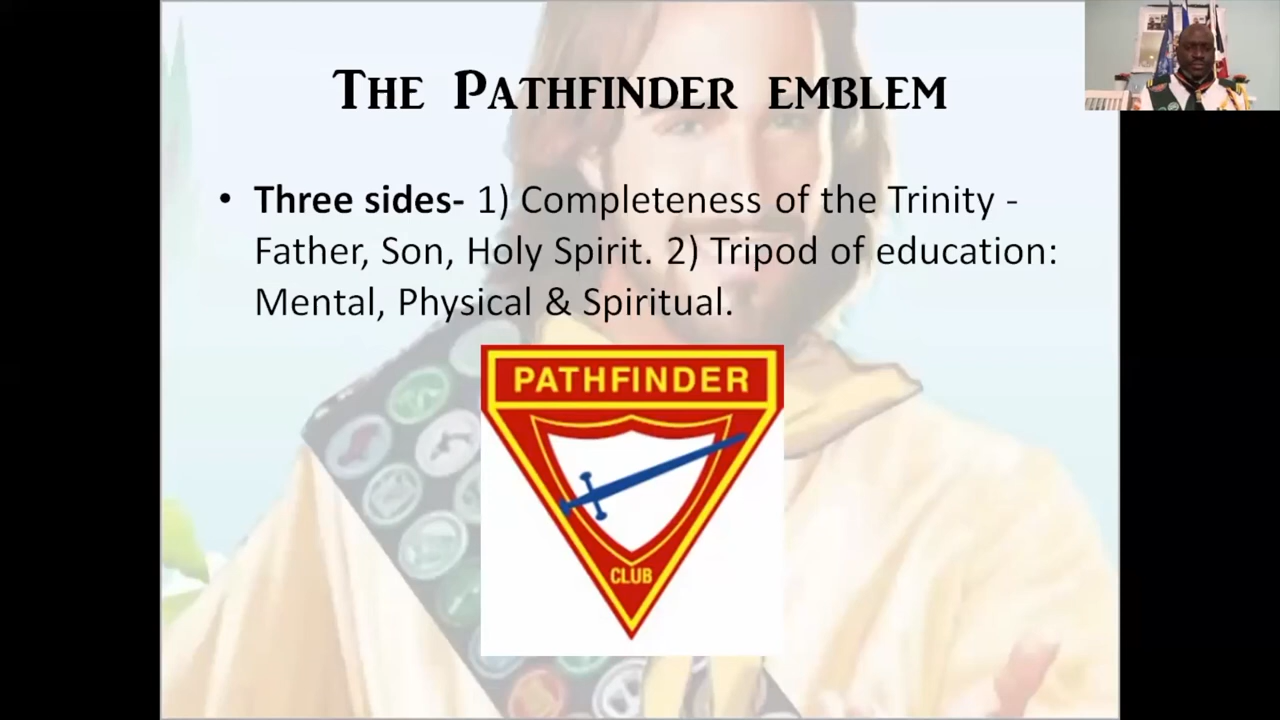 The Pathfinder emblem
• Three sides- 1) Completeness of the Trinity -
Father, Son, Holy Spirit. 2) Tripod of education:
Mental, Physical & Spiritual.
PATHFINDER
CLUB